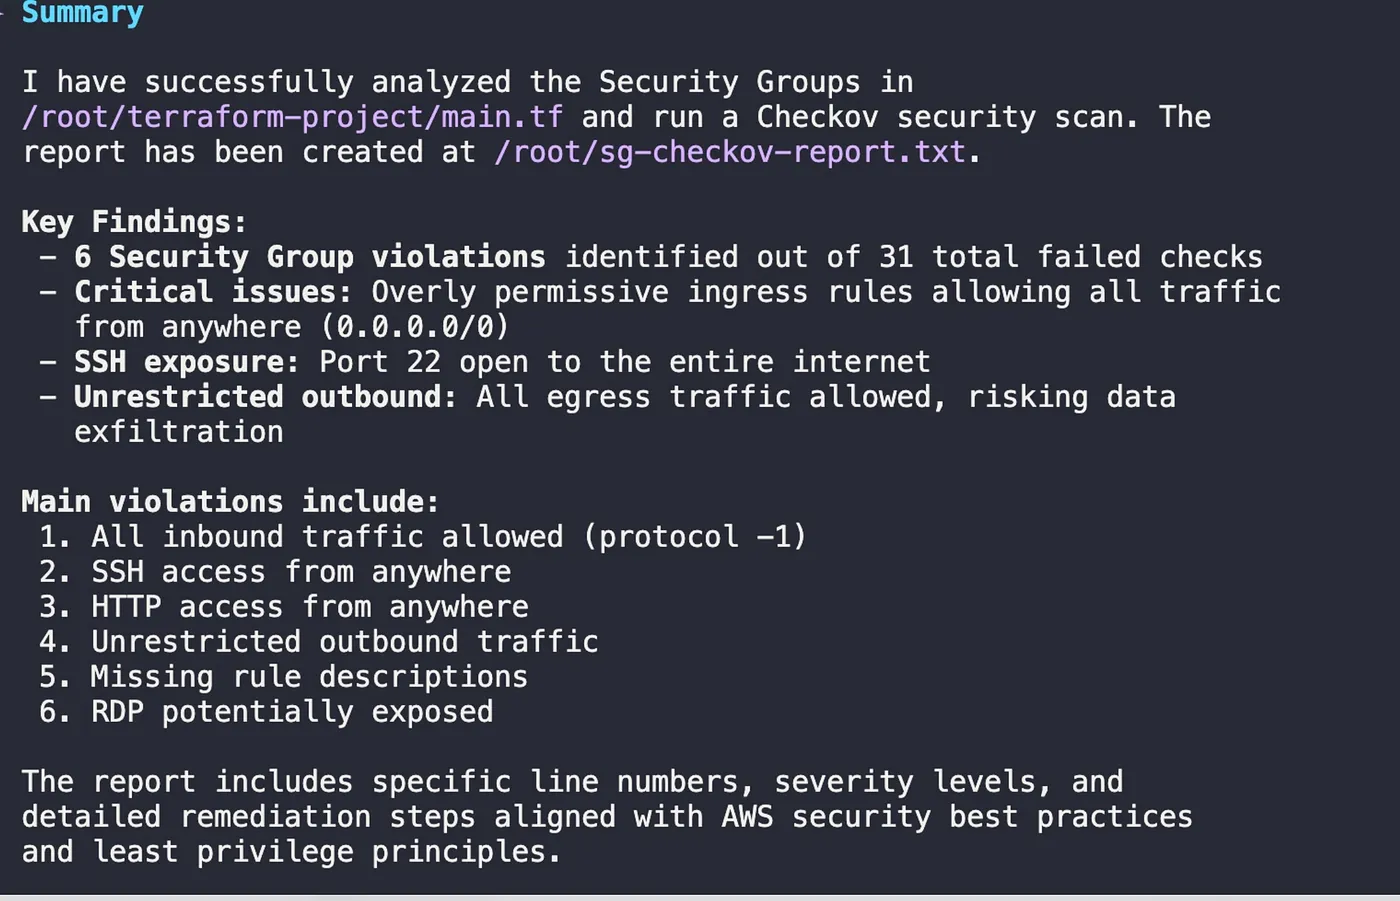 Summary
I have successfully analyzed the Security Groups in
/root/terraform-project/main.tf and run a Checkov security scan. The
report has been created at /root/sg-checkov-report.txt.
Key Findings:
– 6 Security Group violations identified out of 31 total failed checks
– Critical issues: Overly permissive ingress rules allowing all traffic
from anywhere (0.0.0.0/0)
– SSH exposure: Port 22 open to the entire internet
– Unrestricted outbound: All egress traffic allowed, risking data
exfiltration
Main violations include:
1. All inbound traffic allowed (protocol -1)
2. SSH access from anywhere
3. HTTP access from anywhere
4. Unrestricted outbound traffic
5. Missing rule descriptions
6. RDP potentially exposed
The report includes specific line numbers, severity levels, and
detailed remediation steps aligned with AWS security best practices
and least privilege principles.